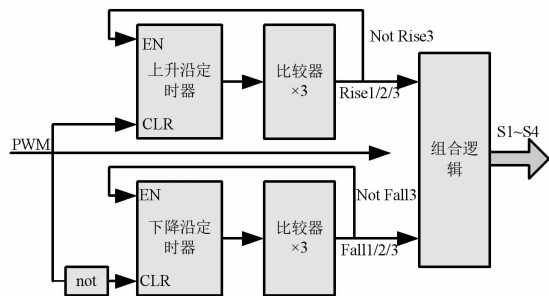 Not Rise3
EN
上升沿定
时器
比较器
×3
Rise1/2/3
CLR
S1~S4
PWM
组合逻
辑
EN
Not Fall3
下降沿定
时器
比较器
×3
Fall1/2/3
not
CLR